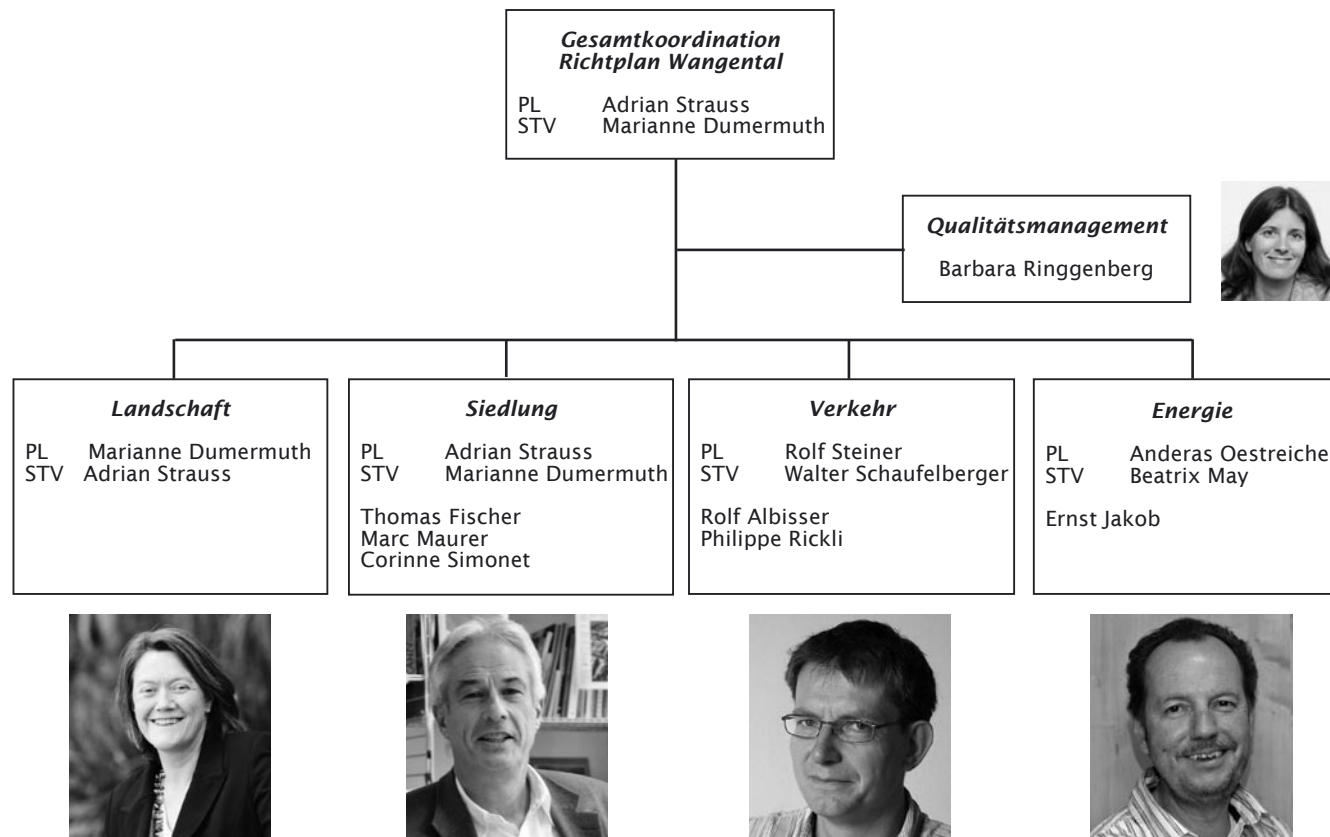 Gesamtkoordination
Richtplan Wangental
PL Adrian Strauss
STV Marianne Dumermuth
Qualitätsmanagement
Barbara Ringgenberg
Landschaft
PL Marianne Dumermuth
STV Adrian Strauss
Siedlung
PL Adrian Strauss
STV Marianne Dumermuth
Thomas Fischer
Marc Maurer
Corinne Simonet
Verkehr
PL Rolf Steiner
STV Walter Schaufelberger
Rolf Albisser
Philippe Rickli
Energie
PL Anderas Oestreiche
STV Beatrix May
Ernst Jakob